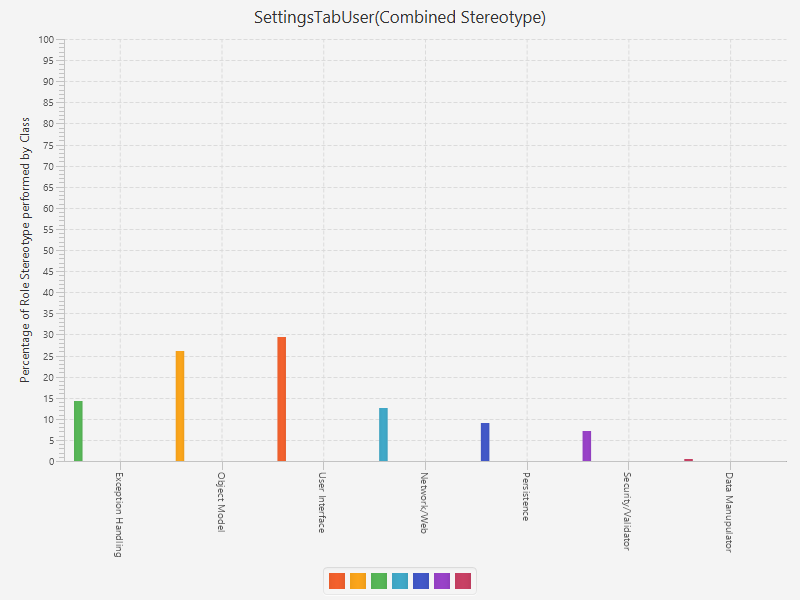 SettingsTabUser(Combined Stereotype)
Percentage of Role Stereotype performed by Class
100
95
90
85
80
75
70
65
60
55
50
45
40
35
30
25
20
15
10
5
0
Exception Handling
Object Model
User Interface
Network/Web
Persistence
Security/Validator
Data Manupulator